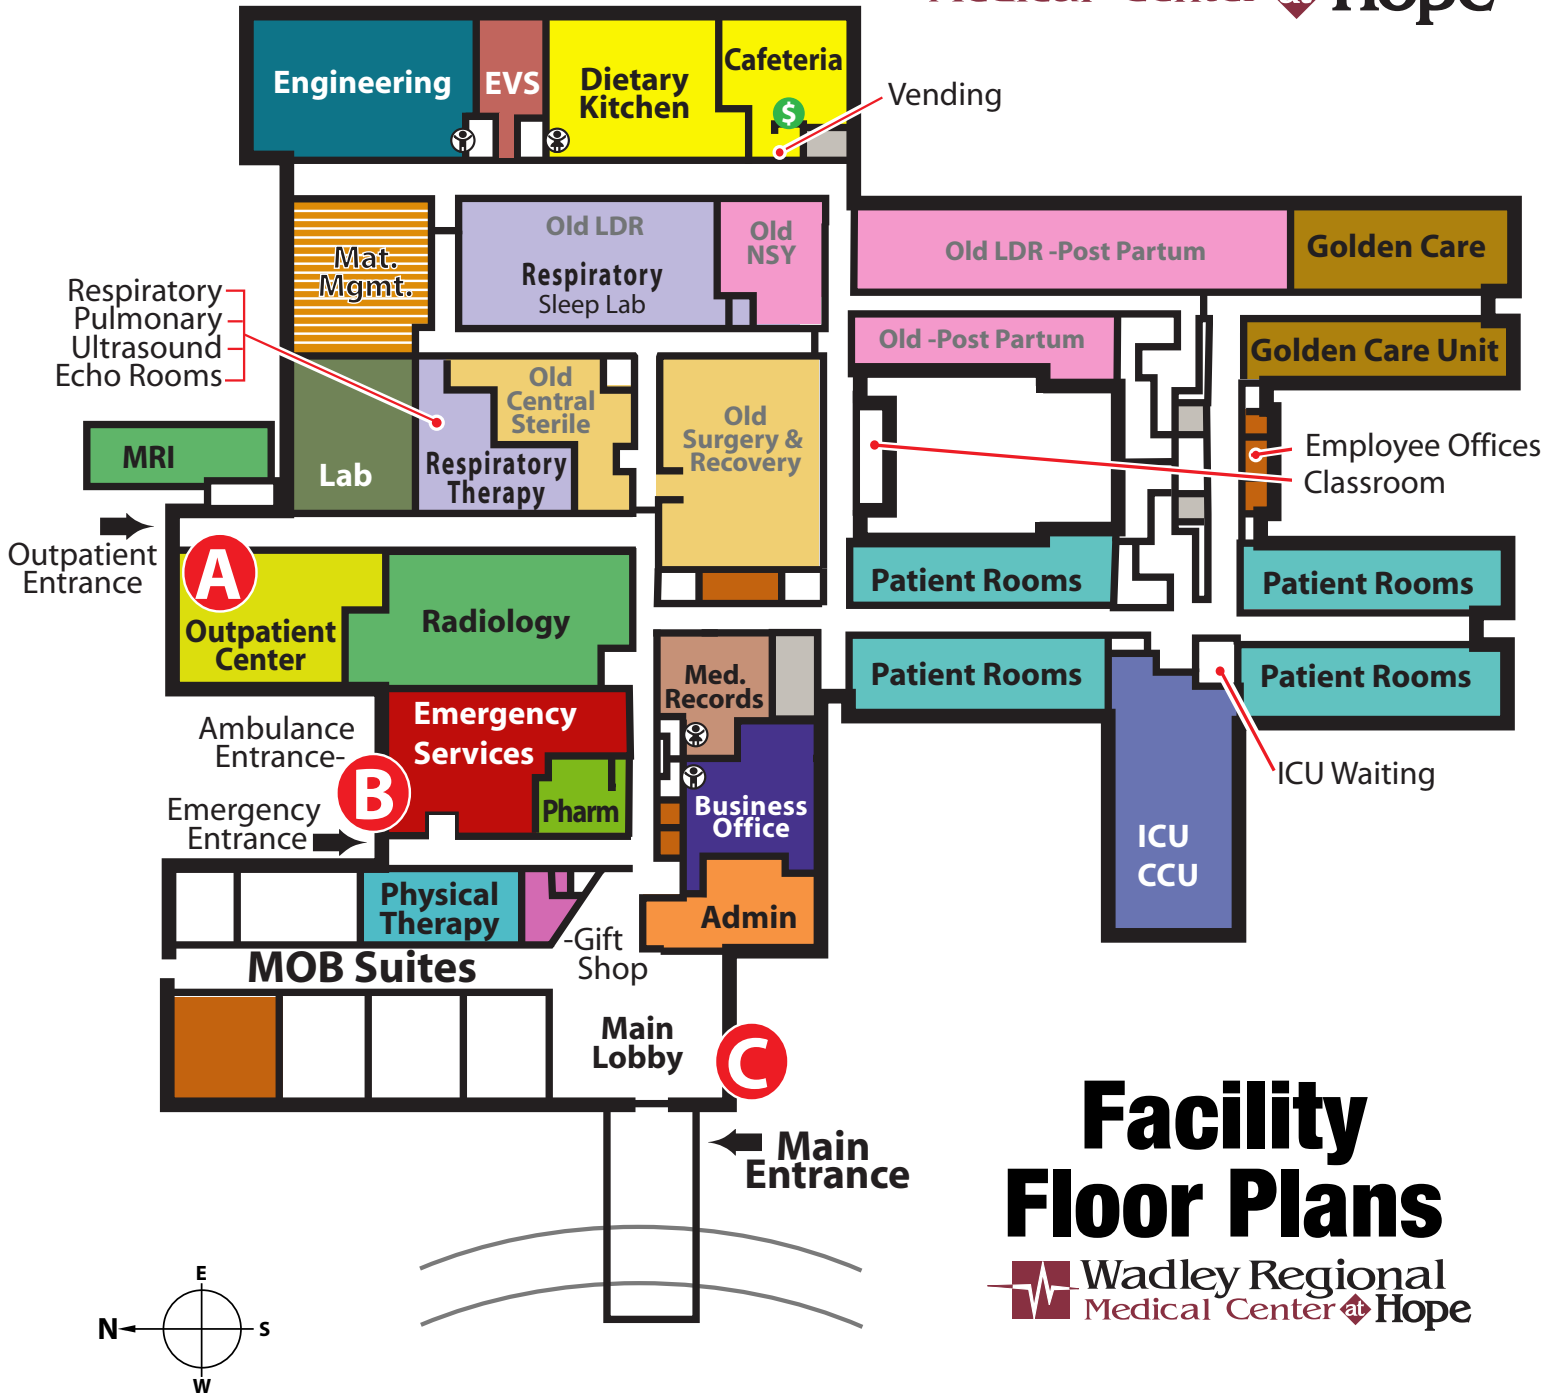 Medical Center at Hope
Engineering
EVS
Dietary
Kitchen
Cafeteria
$
Vending
Mat.
Mgmt.
Old LDR
Respiratory
Sleep Lab
Old
NSY
Old LDR -Post Partum
Golden Care
Respiratory
Pulmonary
Ultrasound
Echo Rooms
Old -Post Partum
Golden Care Unit
MRI
Lab
Old
Central
Sterile
Respiratory
Therapy
Old
Surgery &
Recovery
Employee Offices
Classroom
Outpatient
Entrance
A
Outpatient
Center
Radiology
Patient Rooms
Patient Rooms
Patient Rooms
Patient Rooms
Med.
Records
Ambulance
Entrance-
B
Emergency
Services
Pharm
Emergency
Entrance
Business
Office
ICU Waiting
ICU
CCU
Physical
Therapy
Admin
-Gift
Shop
MOB Suites
Main
Lobby
C
Main
Entrance
Facility
Floor Plans
Wadley Regional
Medical Center at Hope
E
N
S
W